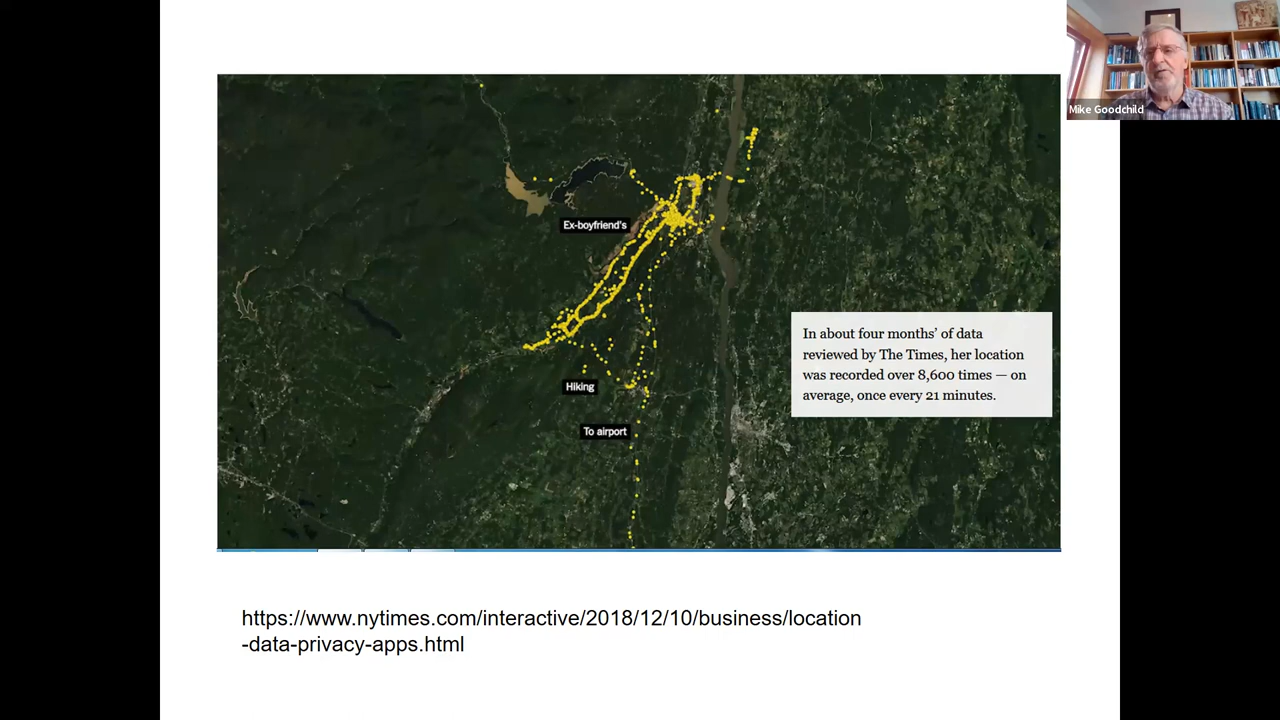 Mike Goodchild
Ex-boyfriend's
In about four months’ of data
reviewed by The Times, her location
was recorded over 8,600 times — on
average, once every 21 minutes.
Hiking
To airport
https://www.nytimes.com/interactive/2018/12/10/business/location
-data-privacy-apps.html